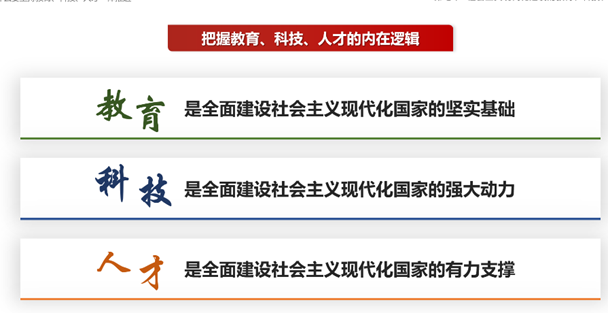 把握教育、科技、人才的内在逻辑
教育 是全面建设社会主义现代化国家的坚实基础
科技 是全面建设社会主义现代化国家的强大动力
人才 是全面建设社会主义现代化国家的有力支撑